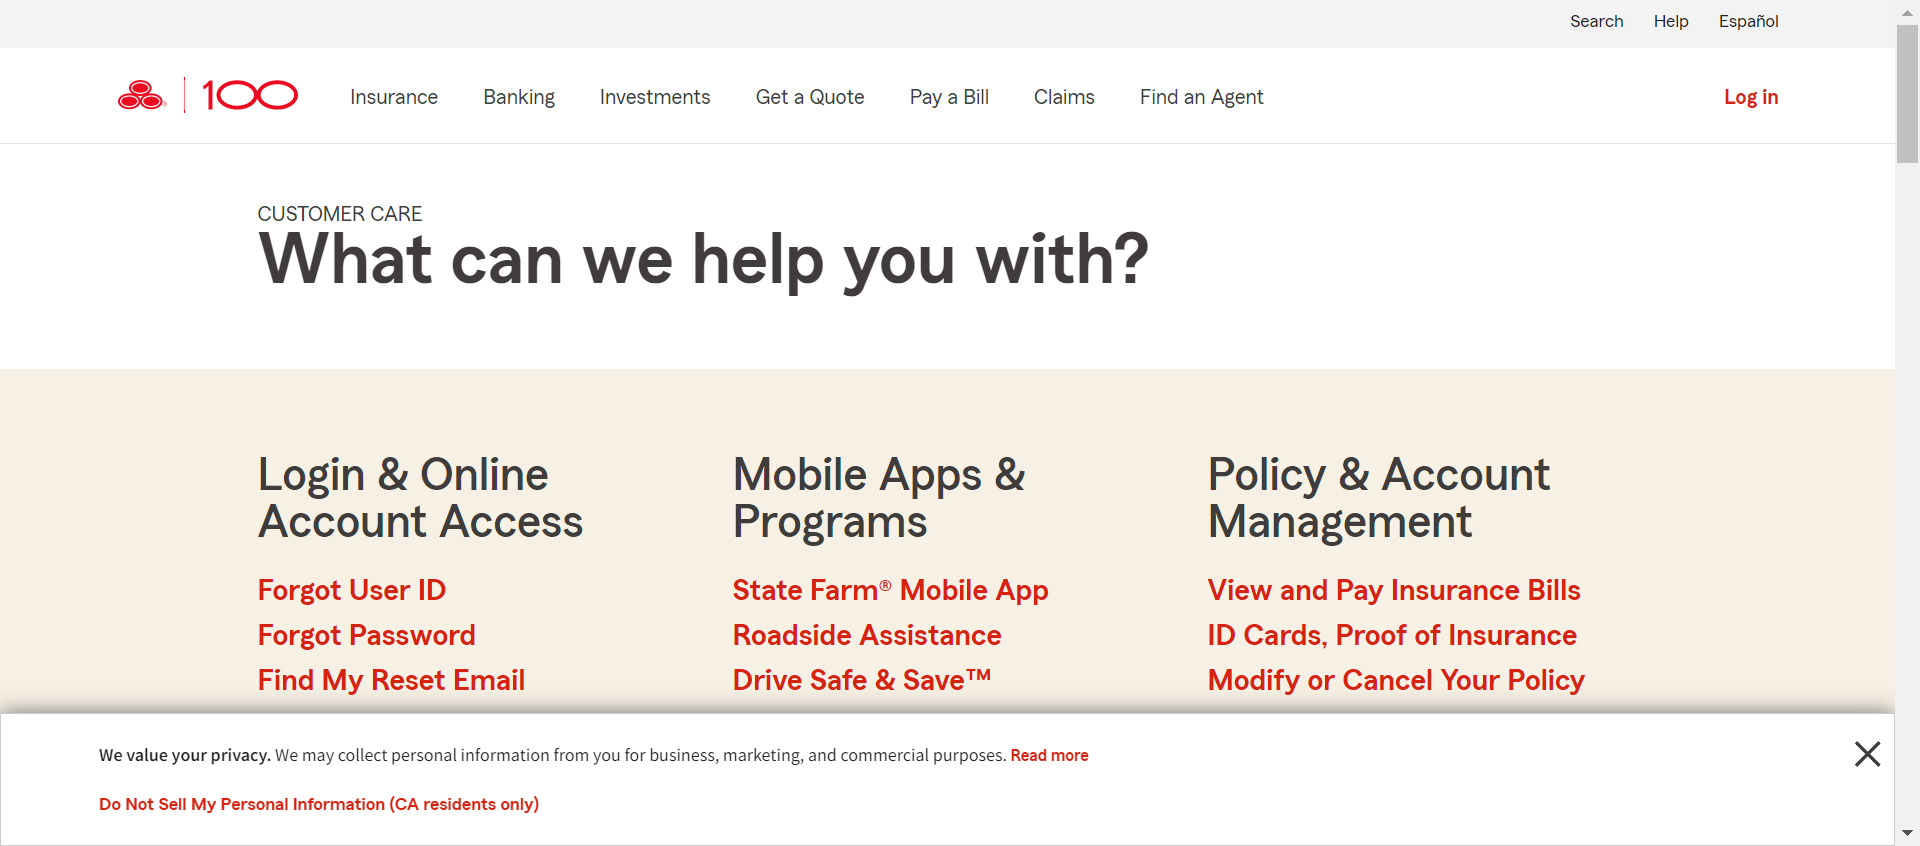 Search Help Español
100 Insurance Banking Investments Get a Quote Pay a Bill Claims Find an Agent Log in
CUSTOMER CARE
What can we help you with?
Login & Online
Account Access
Forgot User ID
Forgot Password
Find My Reset Email
Mobile Apps &
Programs
State Farm® Mobile App
Roadside Assistance
Drive Safe & Save™
Policy & Account
Management
View and Pay Insurance Bills
ID Cards, Proof of Insurance
Modify or Cancel Your Policy
We value your privacy. We may collect personal information from you for business, marketing, and commercial purposes. Read more
Do Not Sell My Personal Information (CA residents only)